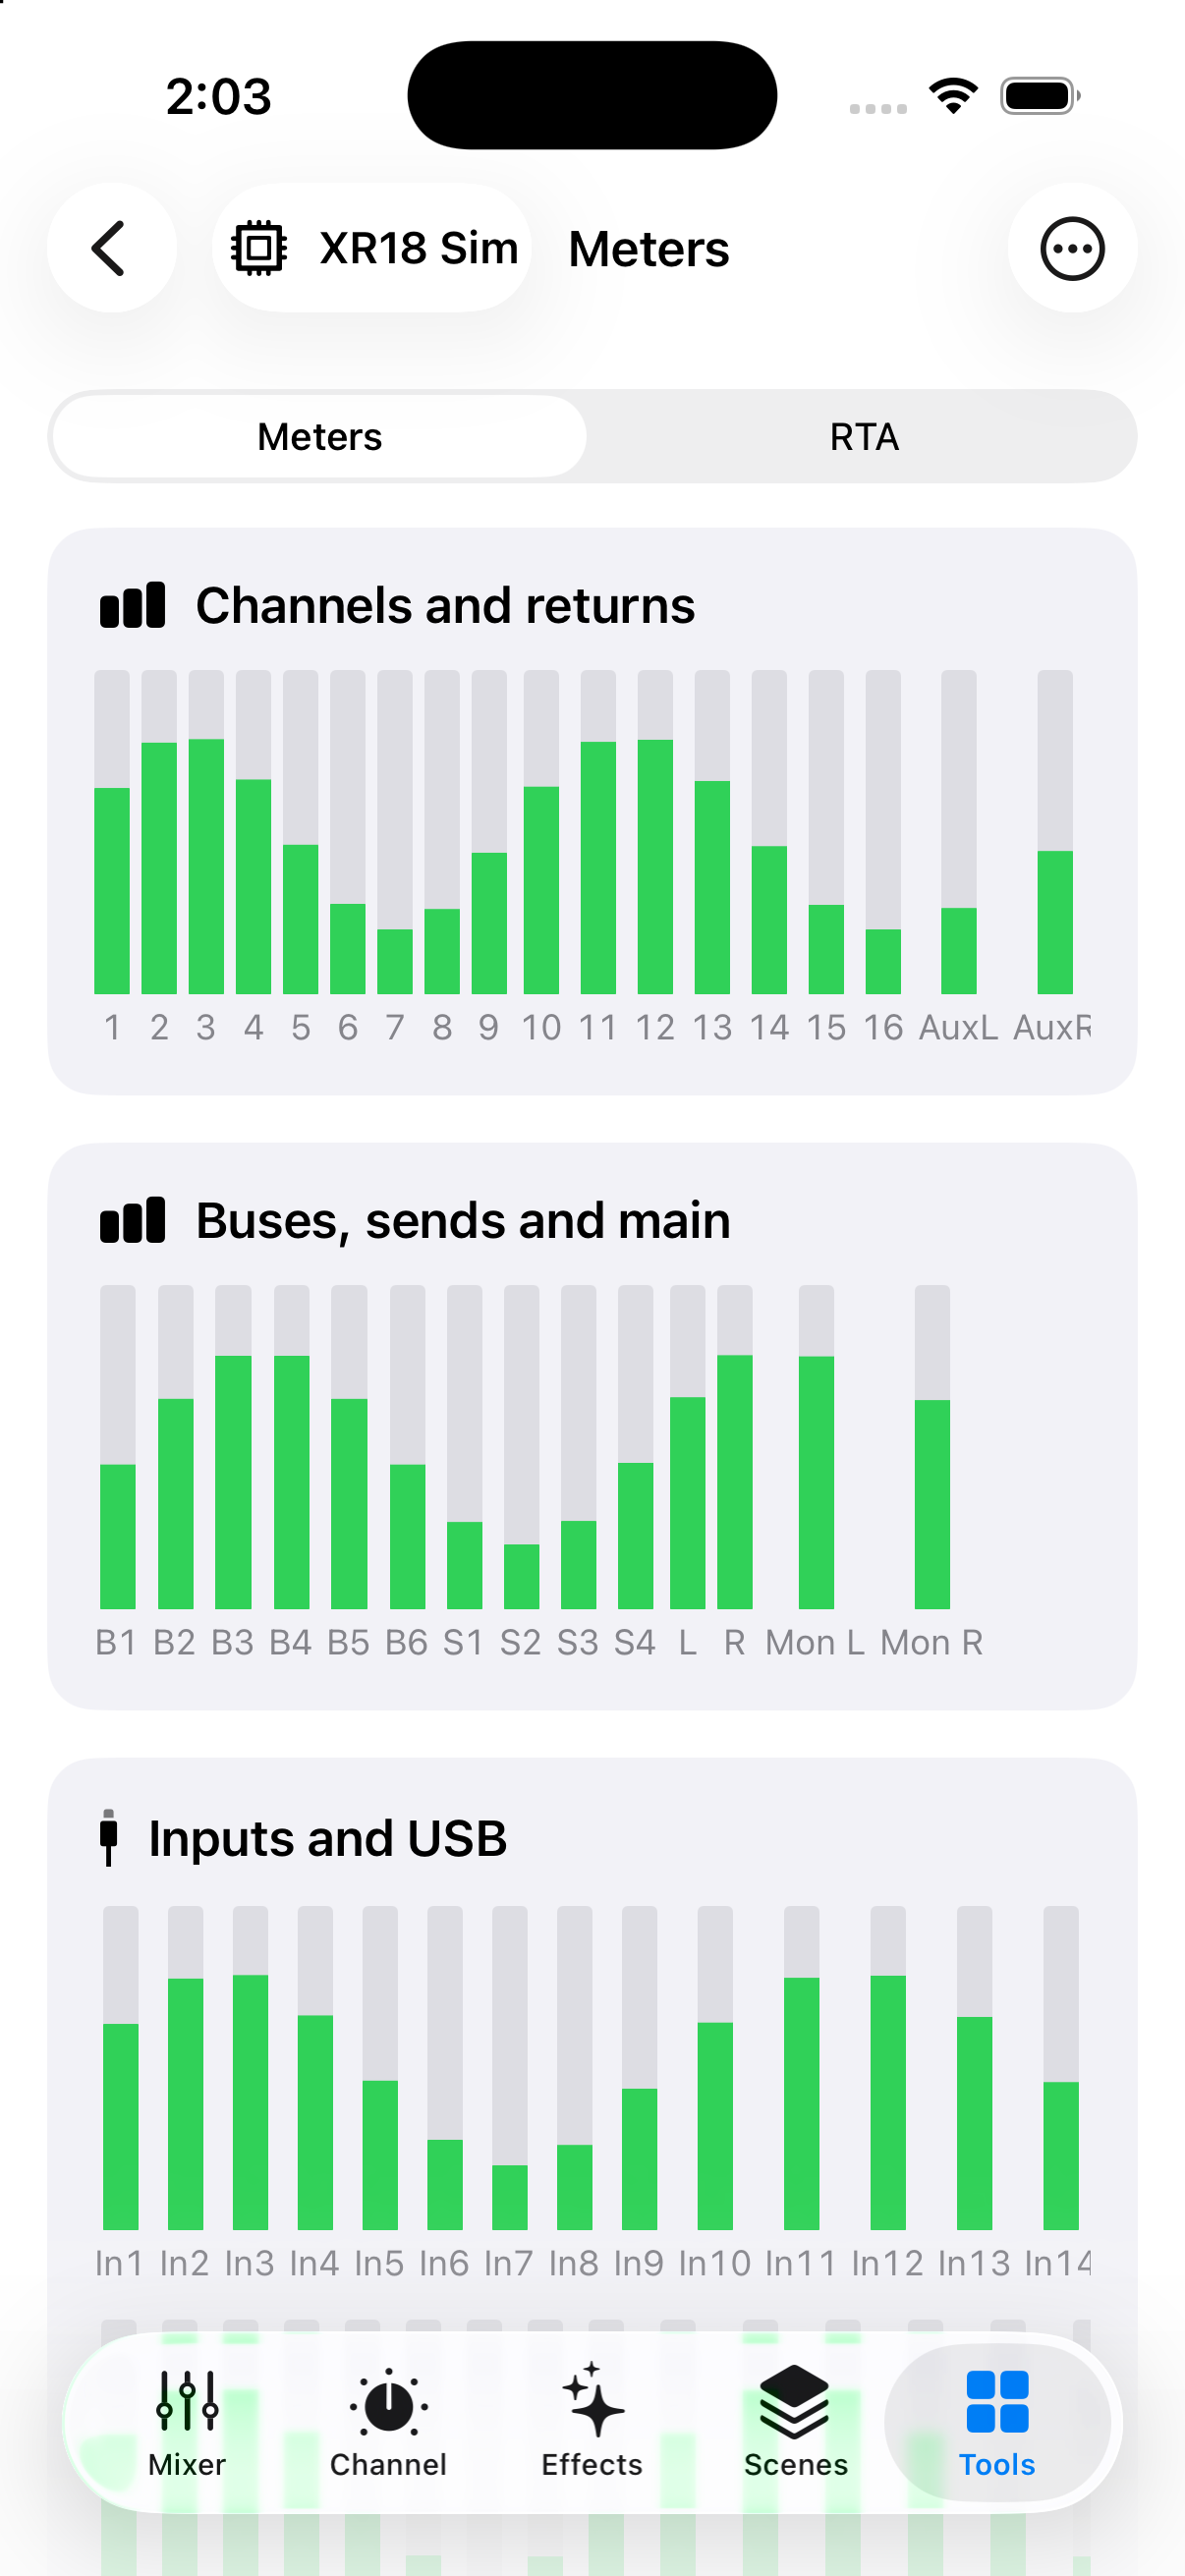 2:03
XR18 Sim Meters
Meters RTA
Channels and returns
1 2 3 4 5 6 7 8 9 10 11 12 13 14 15 16 AuxL AuxR
Buses, sends and main
B1 B2 B3 B4 B5 B6 S1 S2 S3 S4 L R Mon L Mon R
Inputs and USB
In1 In2 In3 In4 In5 In6 In7 In8 In9 In10 In11 In12 In13 In14
Mixer Channel Effects Scenes Tools